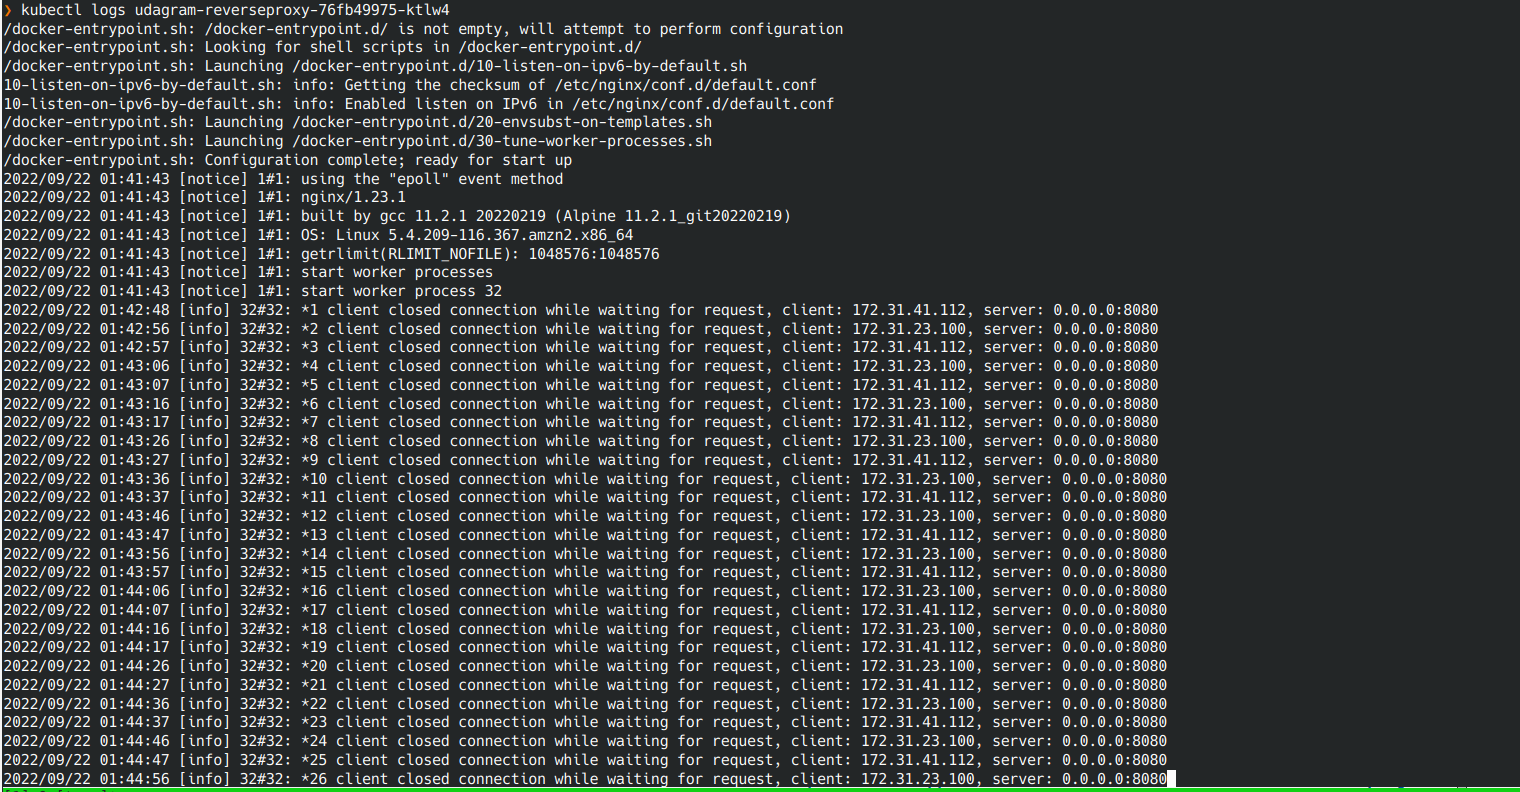 ❯ kubectl logs udagram-reverseproxy-76fb49975-ktlw4
/docker-entrypoint.sh: /docker-entrypoint.d/ is not empty, will attempt to perform configuration
/docker-entrypoint.sh: Looking for shell scripts in /docker-entrypoint.d/
/docker-entrypoint.sh: Launching /docker-entrypoint.d/10-listen-on-ipv6-by-default.sh
10-listen-on-ipv6-by-default.sh: info: Getting the checksum of /etc/nginx/conf.d/default.conf
10-listen-on-ipv6-by-default.sh: info: Enabled listen on IPv6 in /etc/nginx/conf.d/default.conf
/docker-entrypoint.sh: Launching /docker-entrypoint.d/20-envsubst-on-templates.sh
/docker-entrypoint.sh: Launching /docker-entrypoint.d/30-tune-worker-processes.sh
/docker-entrypoint.sh: Configuration complete; ready for start up
2022/09/22 01:41:43 [notice] 1#1: using the "epoll" event method
2022/09/22 01:41:43 [notice] 1#1: nginx/1.23.1
2022/09/22 01:41:43 [notice] 1#1: built by gcc 11.2.1 20220219 (Alpine 11.2.1_git20220219)
2022/09/22 01:41:43 [notice] 1#1: OS: Linux 5.4.209-116.367.amzn2.x86_64
2022/09/22 01:41:43 [notice] 1#1: getrlimit(RLIMIT_NOFILE): 1048576:1048576
2022/09/22 01:41:43 [notice] 1#1: start worker processes
2022/09/22 01:41:43 [notice] 1#1: start worker process 32
2022/09/22 01:42:48 [info] 32#32: *1 client closed connection while waiting for request, client: 172.31.41.112, server: 0.0.0.0:8080
2022/09/22 01:42:56 [info] 32#32: *2 client closed connection while waiting for request, client: 172.31.23.100, server: 0.0.0.0:8080
2022/09/22 01:42:57 [info] 32#32: *3 client closed connection while waiting for request, client: 172.31.41.112, server: 0.0.0.0:8080
2022/09/22 01:43:06 [info] 32#32: *4 client closed connection while waiting for request, client: 172.31.23.100, server: 0.0.0.0:8080
2022/09/22 01:43:07 [info] 32#32: *5 client closed connection while waiting for request, client: 172.31.41.112, server: 0.0.0.0:8080
2022/09/22 01:43:16 [info] 32#32: *6 client closed connection while waiting for request, client: 172.31.23.100, server: 0.0.0.0:8080
2022/09/22 01:43:17 [info] 32#32: *7 client closed connection while waiting for request, client: 172.31.41.112, server: 0.0.0.0:8080
2022/09/22 01:43:26 [info] 32#32: *8 client closed connection while waiting for request, client: 172.31.23.100, server: 0.0.0.0:8080
2022/09/22 01:43:27 [info] 32#32: *9 client closed connection while waiting for request, client: 172.31.41.112, server: 0.0.0.0:8080
2022/09/22 01:43:36 [info] 32#32: *10 client closed connection while waiting for request, client: 172.31.23.100, server: 0.0.0.0:8080
2022/09/22 01:43:37 [info] 32#32: *11 client closed connection while waiting for request, client: 172.31.41.112, server: 0.0.0.0:8080
2022/09/22 01:43:46 [info] 32#32: *12 client closed connection while waiting for request, client: 172.31.23.100, server: 0.0.0.0:8080
2022/09/22 01:43:47 [info] 32#32: *13 client closed connection while waiting for request, client: 172.31.41.112, server: 0.0.0.0:8080
2022/09/22 01:43:56 [info] 32#32: *14 client closed connection while waiting for request, client: 172.31.23.100, server: 0.0.0.0:8080
2022/09/22 01:43:57 [info] 32#32: *15 client closed connection while waiting for request, client: 172.31.41.112, server: 0.0.0.0:8080
2022/09/22 01:44:06 [info] 32#32: *16 client closed connection while waiting for request, client: 172.31.23.100, server: 0.0.0.0:8080
2022/09/22 01:44:07 [info] 32#32: *17 client closed connection while waiting for request, client: 172.31.41.112, server: 0.0.0.0:8080
2022/09/22 01:44:16 [info] 32#32: *18 client closed connection while waiting for request, client: 172.31.23.100, server: 0.0.0.0:8080
2022/09/22 01:44:17 [info] 32#32: *19 client closed connection while waiting for request, client: 172.31.41.112, server: 0.0.0.0:8080
2022/09/22 01:44:26 [info] 32#32: *20 client closed connection while waiting for request, client: 172.31.23.100, server: 0.0.0.0:8080
2022/09/22 01:44:27 [info] 32#32: *21 client closed connection while waiting for request, client: 172.31.41.112, server: 0.0.0.0:8080
2022/09/22 01:44:36 [info] 32#32: *22 client closed connection while waiting for request, client: 172.31.23.100, server: 0.0.0.0:8080
2022/09/22 01:44:37 [info] 32#32: *23 client closed connection while waiting for request, client: 172.31.41.112, server: 0.0.0.0:8080
2022/09/22 01:44:46 [info] 32#32: *24 client closed connection while waiting for request, client: 172.31.23.100, server: 0.0.0.0:8080
2022/09/22 01:44:47 [info] 32#32: *25 client closed connection while waiting for request, client: 172.31.41.112, server: 0.0.0.0:8080
2022/09/22 01:44:56 [info] 32#32: *26 client closed connection while waiting for request, client: 172.31.23.100, server: 0.0.0.0:8080